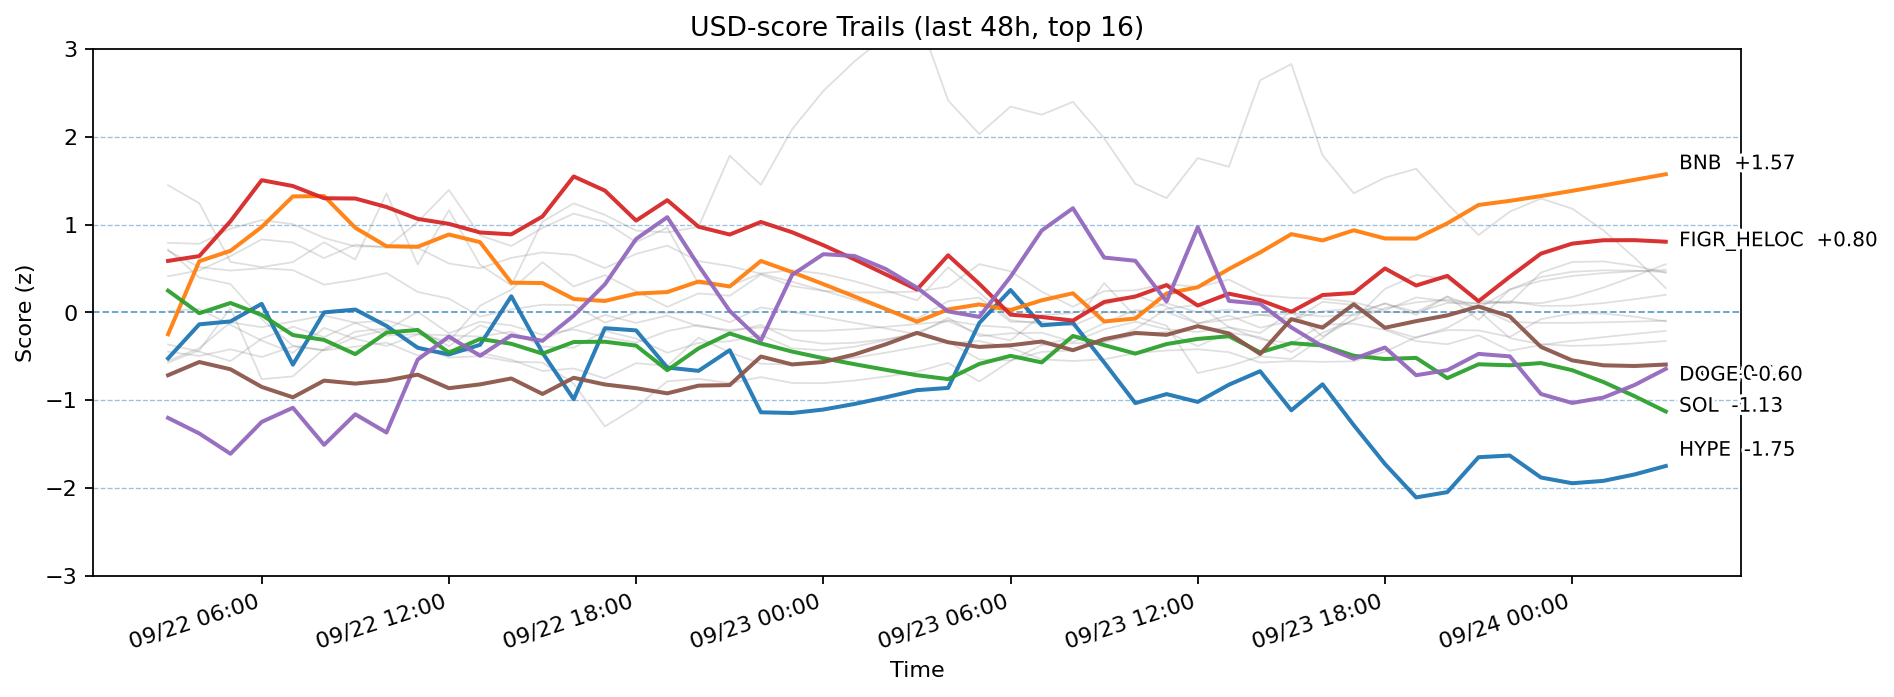 USD-score Trails (last 48h, top 16)
Score (z)
3
2
1
0
−1
−2
−3
BNB +1.57
FIGR_HELOC +0.80
DOGE -0.60
SOL -1.13
HYPE -1.75
09/22 06:00
09/22 12:00
09/22 18:00
09/23 00:00
09/23 06:00
09/23 12:00
09/23 18:00
09/24 00:00
Time